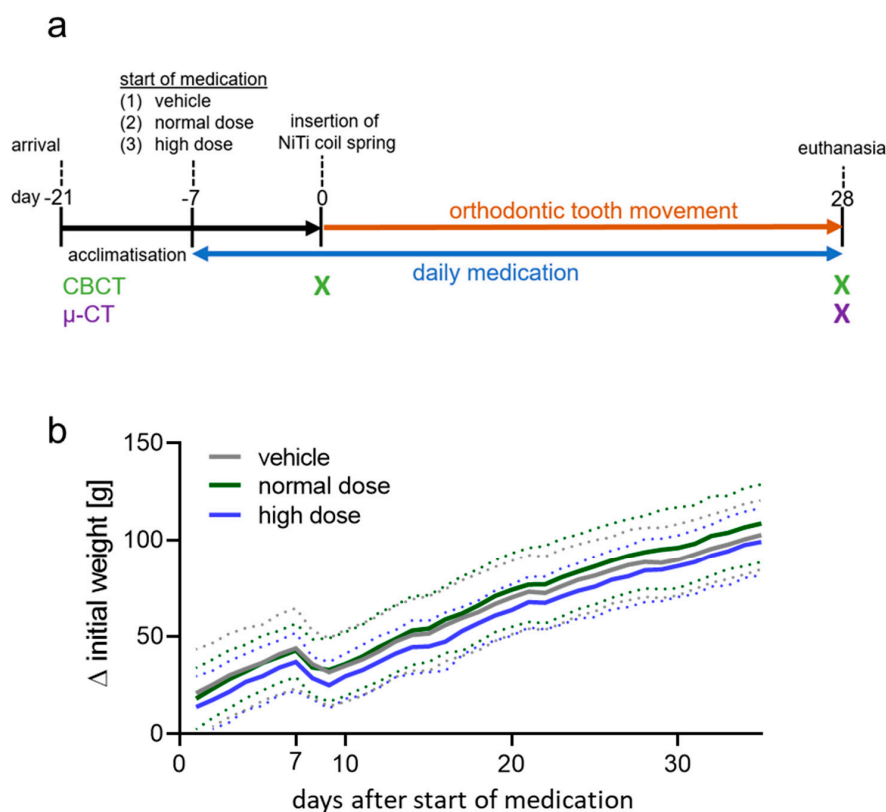 a
start of medication
(1) vehicle
(2) normal dose
(3) high dose
insertion of
NiTi coil spring
arrival
euthanasia
day -21
-7
0
28
orthodontic tooth movement
acclimatisation
daily medication
CBCT
X
X
µ-CT
X
b
Δ initial weight [g]
150
100
50
0
vehicle
normal dose
high dose
0
7
10
20
30
days after start of medication